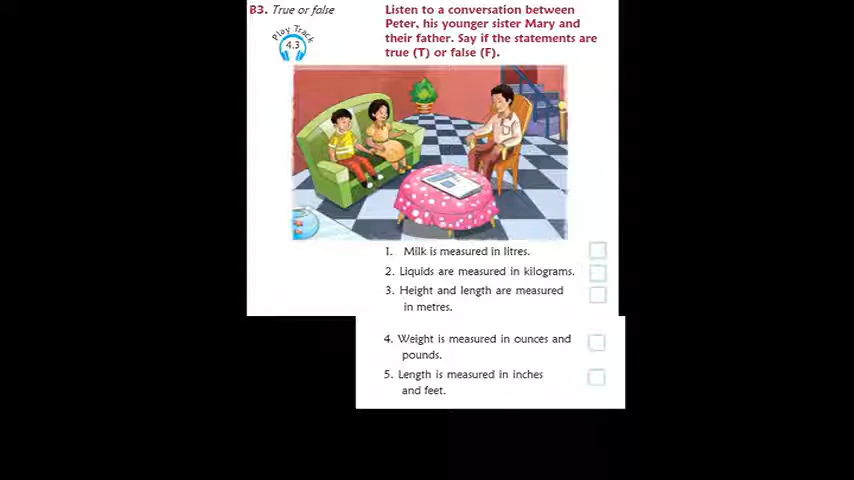 B3. True or false
Play Track
4.3
Listen to a conversation between
Peter, his younger sister Mary and
their father. Say if the statements are
true (T) or false (F).
1. Milk is measured in litres.
2. Liquids are measured in kilograms.
3. Height and length are measured
in metres.
4. Weight is measured in ounces and
pounds.
5. Length is measured in inches
and feet.